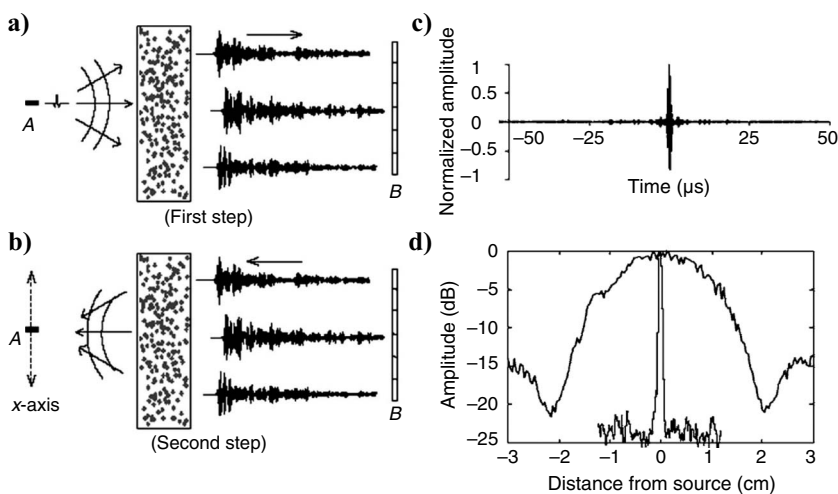 a)
A
B
(First step)
b)
A
x-axis
B
(Second step)
c)
Normalized amplitude
1
0.5
0
−0.5
−1
−50
−25
25
50
Time (µs)
d)
Amplitude (dB)
0
−5
−10
−15
−20
−25
−3
−2
−1
0
1
2
3
Distance from source (cm)